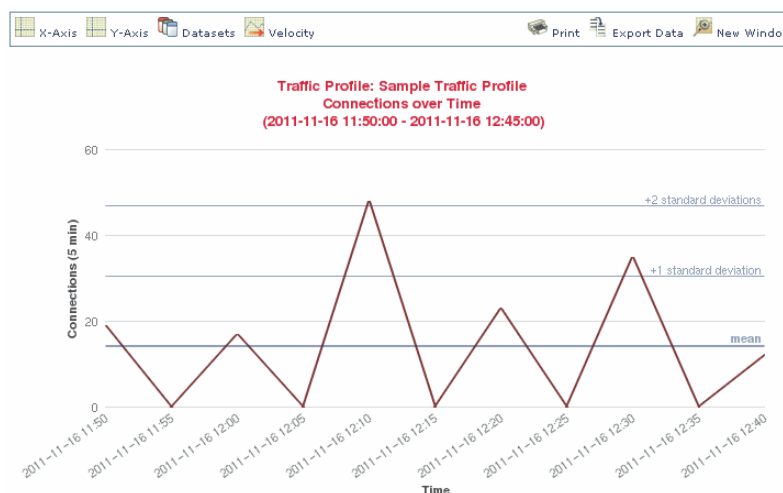 X-Axis Y-Axis Datasets Velocity Print Export Data New Windo
Traffic Profile: Sample Traffic Profile
Connections over Time
(2011-11-16 11:50:00 - 2011-11-16 12:45:00)
60
+2 standard deviations
40
+1 standard deviation
20
mean
0
Connections (5 min)
2011-11-16 11:50
2011-11-16 11:55
2011-11-16 12:00
2011-11-16 12:05
2011-11-16 12:10
2011-11-16 12:15
2011-11-16 12:20
2011-11-16 12:25
2011-11-16 12:30
2011-11-16 12:35
2011-11-16 12:40
Time